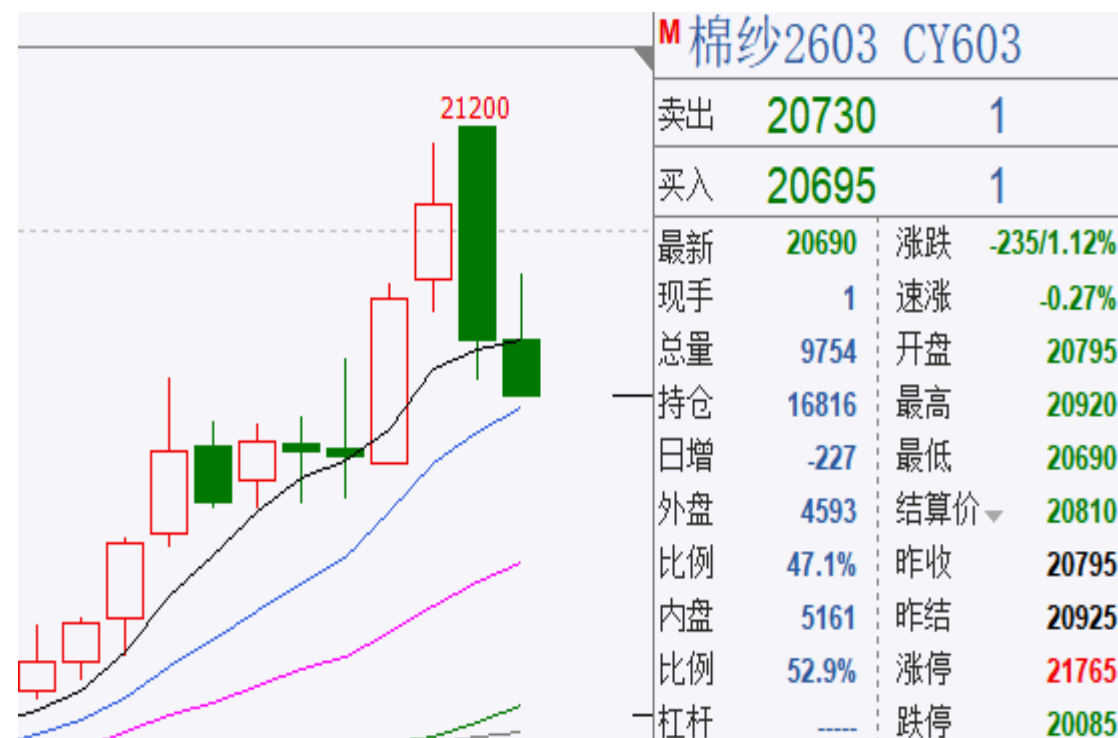 M 棉纱2603 CY603
21200
卖出 20730 1
买入 20695 1
最新 20690 涨跌 -235/1.12%
现手 1 速涨 -0.27%
总量 9754 开盘 20795
持仓 16816 最高 20920
日增 -227 最低 20690
外盘 4593 结算价 20810
比例 47.1% 昨收 20795
内盘 5161 昨结 20925
比例 52.9% 涨停 21765
杠杆 ----- 跌停 20085